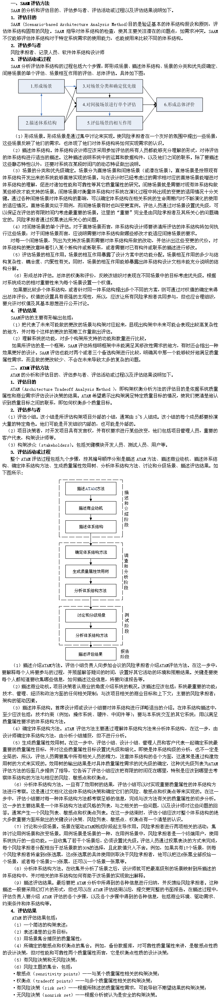 一、SAAM 评估方法
SAAM 的分析和评估目的、评估参与者、评估活动或过程以及评估结果说明如下。
1. 评估目的
SAAM (Scenario-based Architecture Analysis Method)目的是验证基本的体系结构假设和原则，评
估体系结构固有的风险。SAAM 指导对体系结构的检查，使其主要关注潜在的问题点，如需求冲突。SAAM
不仅能够评估体系结构对于特定系统需求的使用能力，也能被用来比较不同的体系结构。
2. 评估参与者
风险承担者、记录人员、软件体系结构设计师
3. 评估活动或过程
SAAM 分析评估体系结构的过程包括六个步骤，即形成场景、描述体系结构、场景的分类和优先级确定、
间接场景的单个评估、场景相互作用的评估、总体评估。具体如下图：
1.形成场景
3.对场景分类和确定优先级
4.对间接场景进行单个评估
6.形成总体评价
2.描述体系结构
5.评估场景的相互作用
（1）形成场景。形成场景是通过集中讨论来实现。使风险承担者在一个友好的氛围中提出一些场景，
这些场景反映了他们的需求，也体现了他们对体系结构将如何实现需求的认识。
（2）描述体系结构。体系结构设计师应该采用参加评估的所有人员都能够充分理解的形式，对待评估
的体系结构进行适当的描述。这种描述说明系统中的运算和数据构件，以及他们之间的联系。除了要描述
这些静态特性以外，还要对系统在某段时间内的动态特征做出说明。
（3）场景的分类和优先级确定。场景分为直接场景和间接场景（或潜在场景）。直接场景是按照现有
体系结构开发出来的系统能够直接实现的场景。与在设计时已经考虑过的需求相对应的直接场景能增进对
体系结构的理解，促进对诸如性能和可靠性等其它质量属性的研究。间接场景就是需要对现有体系结构做
某些修改才能支持的场景。间接场景对衡量体系结构对系统在演化过程中将出现的变更的适用情况十分关
键。通过各种间接场景对体系结构的影响，可以确定体系结构在相关系统的生命周期内对不断演化的使用
的适应情况。直接场景类似于用例，而间接场景有时也叫变更案例。评估人员通过对场景设置优先级，可
以保证在评估的有限时间内考虑最重要的场景。这里的“重要”完全是由风险承担者及其所关心的问题确
定的。风险承担者通过投票表达所关心的问题。
（4）对间接场景的单个评估。对于直接场景而言，体系结构设计师要讲清所评估的体系结构将如何执
行这些场景；对于间接场景而言，应说明需要对体系结构做哪些修改才能适应间接场景的要求。
对每一个间接场景，列出为支持该场景而需要对体系结构所做的改动，并估计出这些变更的代价。对
体系结构的更改意味着引入某个新构件或新联系，或者需要对已有构件或联系的描述进行修改。
（5）评估场景的相互作用。场景的相互作用暴露了设计方案中的功能分配。场景相互作用的多少与结
构复杂性、耦合度、内聚性有关。同时，场景的相互作用能够暴露出体系结构设计文档未能充分说明的结
构分解。
（6）形成总体评估。总体的权衡和评价，反映该组织对表现在不同场景中的目标考虑优先级。根据
对系统成功的相对重要性来为每个场景设置一个权值。
如果要比较多个体系结构，或者针对同一体系结构提出多个不同的方案，则可通过对权值的确定来得
出总体评价。权值的设置具有很强的主观性，所以，应该让所有风险承担者共同参与，但也应合理组织，
要允许对权值及其基本思想进行公开讨论。
4. 评估结果
SAAM评估的主要有形输出包括：
（1）把代表了未来可能做的更改的场景与构架对应起来，显现出构架中未来可能会表现出较高复杂性
的地方，并对每个这样的更改的预期工作量做出评估。
（2）理解系统的功能，对多个构架所支持的功能和数量进行比较。
如果所评估的是一个框架，SAAM 评估将指明框架中未能满足其修改性需求的地方，有时还会指出一种
效果更好的设计。SAAM 评估也能对两个或者三个备选构架进行比较，明确其中那一个能够较好地满足质量
属性需求，而且做的更改较少、不会在未来导致太多的复杂的问题。
二、ATAM 评估方法
ATAM 的分析和评估目的、评估参与者、评估活动或过程以及评估结果说明如下。
1. 评估目的
ATAM（Architecture Tradeoff Analysis Method ），即构架权衡分析方法的评估目的是依据系统质量
属性和商业需求评估设计决策的结果。ATAM 希望揭示出构架满足特定质量目标的情况，使我们更清楚地认
识到质量目标之间的联系，即如何权衡多个质量目标。
2. 评估参与者
（1）评估小组。该小组是所评估构架项目外部的小组，通常由 3~5 人组成。该小组的每个成员都要扮演
大量的特定角色。他们可能是开发组织内部的，也可能是外部的。
（2）项目决策者，对开发项目具有发言权，并有权要求进行某些改变，他们包括项目管理人员，重要的
客户代表，构架设计师等。
（3）构架涉众（stakeholders）。包括关键模块开发人员、测试人员、用户等。
3. 评估活动或过程
整个 ATAM 评估过程包括九个步骤，按其编号顺序分别是描述 ATAM 方法、描述商业动机、描述体系结
构、确定体系结构方法、生成质量属性效用树、分析体系结构方法、讨论和分级场景、描述评估结果。如
下图所示:
描述ATAM方法
描述商业动机
描述体系结构
描述和介绍阶段
确定体系结构方法
生成质量属性效用树
分析体系结构方法
调查和分析阶段
讨论和分级场景
分析体系结构方法
测试阶段
描述评估结果
报告
阶段
（1）描述介绍ATAM方法。评估小组负责人向参加会议的风险承担者介绍ATAM评估方法。在这一步中，
要解释每个人将要参与的过程，并预留解答疑问的时间，设置好其它活动的环境和预期结果。关键是要使
每个人都知道要收集哪些信息，如何描述这些信息，将要向谁报告等。
（2）描述商业动机。项目决策者从商业的角度介绍系统的概况。该描述应该包括：系统最重要的功能；
技术、管理、经济和政治方面的任何相关限制；与该项目相关的商业目标和上下文；主要的风险承担者；
架构的驱动因素。
（3）描述体系结构。首席设计师或设计小组要对体系结构进行详略适当的介绍。在体系结构描述中，
至少应该包括：技术约束（例如：操作系统、硬件、中间件等）；要与本系统交互的其它系统；用以满足
质量属性要求的体系结构方法。
（4）确定体系结构方法。ATAM 评估方法主要通过理解体系结构方法来分析体系结构，在这一步，由
设计师确定体系结构方法，由分析小组捕获，但不进行分析。
（5）生成质量属性效用树。在这一步中，评估小组、设计小组、管理人员和客户代表一起确定系统最
重要的质量属性目标，并对这些质量属性目标设置优先级和细化。即使是体系结构级的分析，也不一定是
全局的，所以，评估人员需要集中所有相关人员的精力，注意体系结构的各个方面，这通常是通过构建效
用树的方式来实现的。效用树的输出结果是对具体质量属性需求的优先级的确定，这种优先级列表为ATAM
评估方法的后面几步提供了指导，它告诉了评估小组应该把有限的时间花在哪里，特别是应该到哪里去考
察体系结构的方法与相应的风险、敏感点和权衡点。
（6）分析体系结构方法。一旦有了效用树的结果，评估小组可以对实现重要质量属性的体系结构方
法进行考察。这是通过文档化这些体系结构决策和确定它们的风险、敏感点和权衡点等来实现的。在这一
步中，评估小组要对每一种体系结构方法都考察足够的信息，完成与该方法有关的质量属性的初步分析。
这一步的主要结果是一个体系结构方法或风格的列表，与之相关的一些问题，以及设计师对这些问题的回
答。通常产生一个风险列表、敏感点和权衡点列表。在这一步结束时，评估小组应该对整个体系结构的绝
大多数重要方面所做出的关键设计决策、风险列表、敏感点、权衡点有一个清楚的认识。
（7）讨论和分级场景。场景在驱动ATAM测试阶段起主导作用。风险承担者进行两项相关的活动：集
体讨论用例场景和改变场景。用例场景是场景的一种，在用例场景中，风险承担者是一个终端用户，使用
系统执行的一些功能。一旦收集了若干个场景后，必须设置优先级。评估人员通过投票表决的方式来完成，
每个风险承担者分配相当于总场景数的30%的选择，且此数值只入不舍。例如，如果共有17个场景，则每
个风险承担者将拿到6张选票，这6张选票的具体使用则取决于风险承担者，他可以把这6张票全部投给一
个场景，或者每个场景2～3张票，还可以一个场景一张票等。
（8）分析体系结构方法。在收集并分析了场景之后，设计师就可把最高级别的场景映射到所描述的
体系结构中，并对相关的体系结构如何有助于该场景的实现做出解释。
（9）描述评估结果。最后要把 ATAM 分析中所得到的各种信息进行归纳，并反馈给风险承担者。这种
描述一般要采用幻灯片的形式，但也可以在 ATAM 评估结束以后，提交更完整的书面报告。在描述过程中，
评估负责人要介绍 ATAM 评估的各个步骤，以及各个步骤中得到的各种信息，包括商业环境、驱动需求、
约束条件和体系结构等。
4. 评估结果
ATAM 的评估结果包括：
（1）一个简洁的构架表述；
（2）表述清楚的业务目标；
（3）用场景集合捕获的质量属性；
（4）所确定的敏感点和权衡点的集合。例如，备份数据库，对可靠性质量属性来讲，是敏感点性质
的设计决策，但对性能和可靠性两个质量属性而言，它是权衡点性质的设计决策；
（5）有风险决策和无风险决策；
（6）风险主题的集合，包括：
·敏感点（sensitivity points）——与某个质量属性相关的构架决策；
·权衡点（tradeoff points）——与多个质量属性相关的构架决策；
·有风险决策（risk set）——根据所陈述的质量属性需求，可能导致不期望结果的构架决策；
·无风险决策（nonrisk set）——根据分析被认为是安全的构架决策。